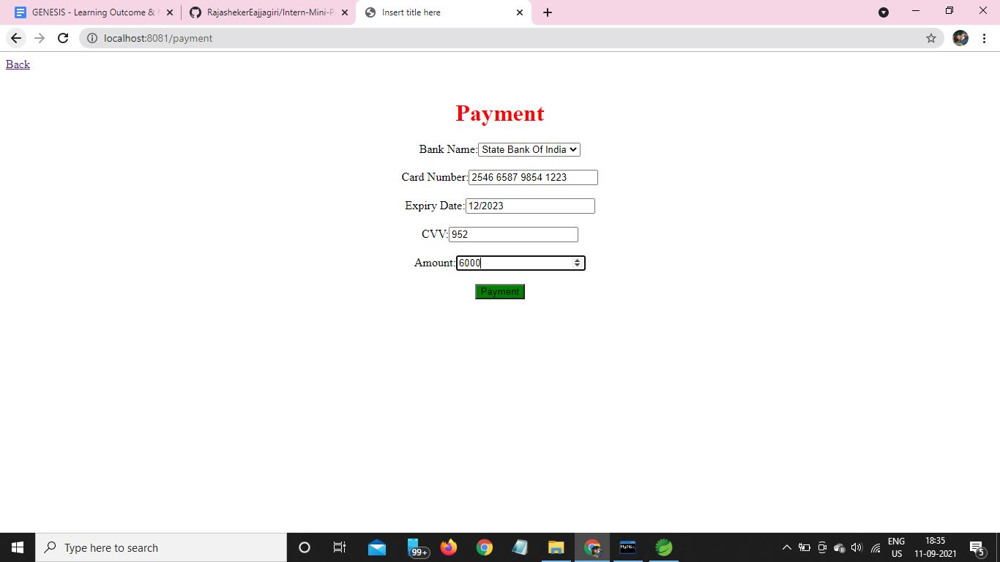 GENESIS - Learning Outcome &
RajashekerEajjagiri/Intern-Mini-P
Insert title here
localhost:8081/payment
Back
Payment
Bank Name: State Bank Of India
Card Number: 2546 6587 9854 1223
Expiry Date: 12/2023
CVV: 952
Amount: 6000
Payment
Type here to search
99+
MySQL
ENG
US
18:35
11-09-2021
5